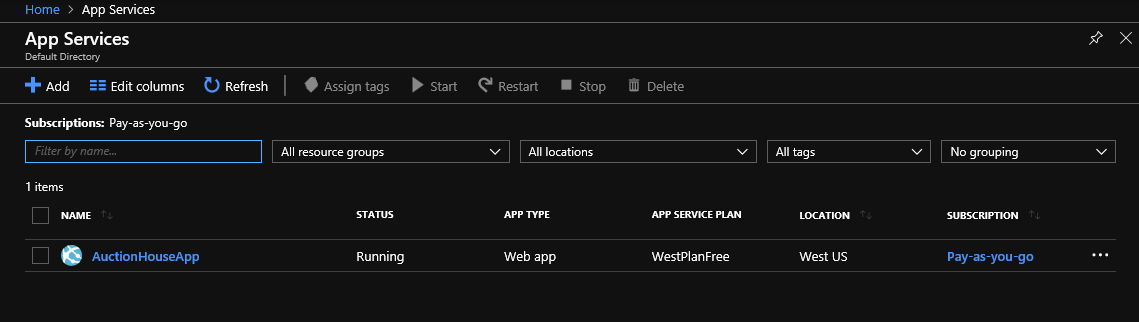 Home > App Services
App Services
Default Directory
Add Edit columns Refresh Assign tags Start Restart Stop Delete
Subscriptions: Pay-as-you-go
Filter by name... All resource groups All locations All tags No grouping
1 items
NAME STATUS APP TYPE APP SERVICE PLAN LOCATION SUBSCRIPTION
AuctionHouseApp Running Web app WestPlanFree West US Pay-as-you-go